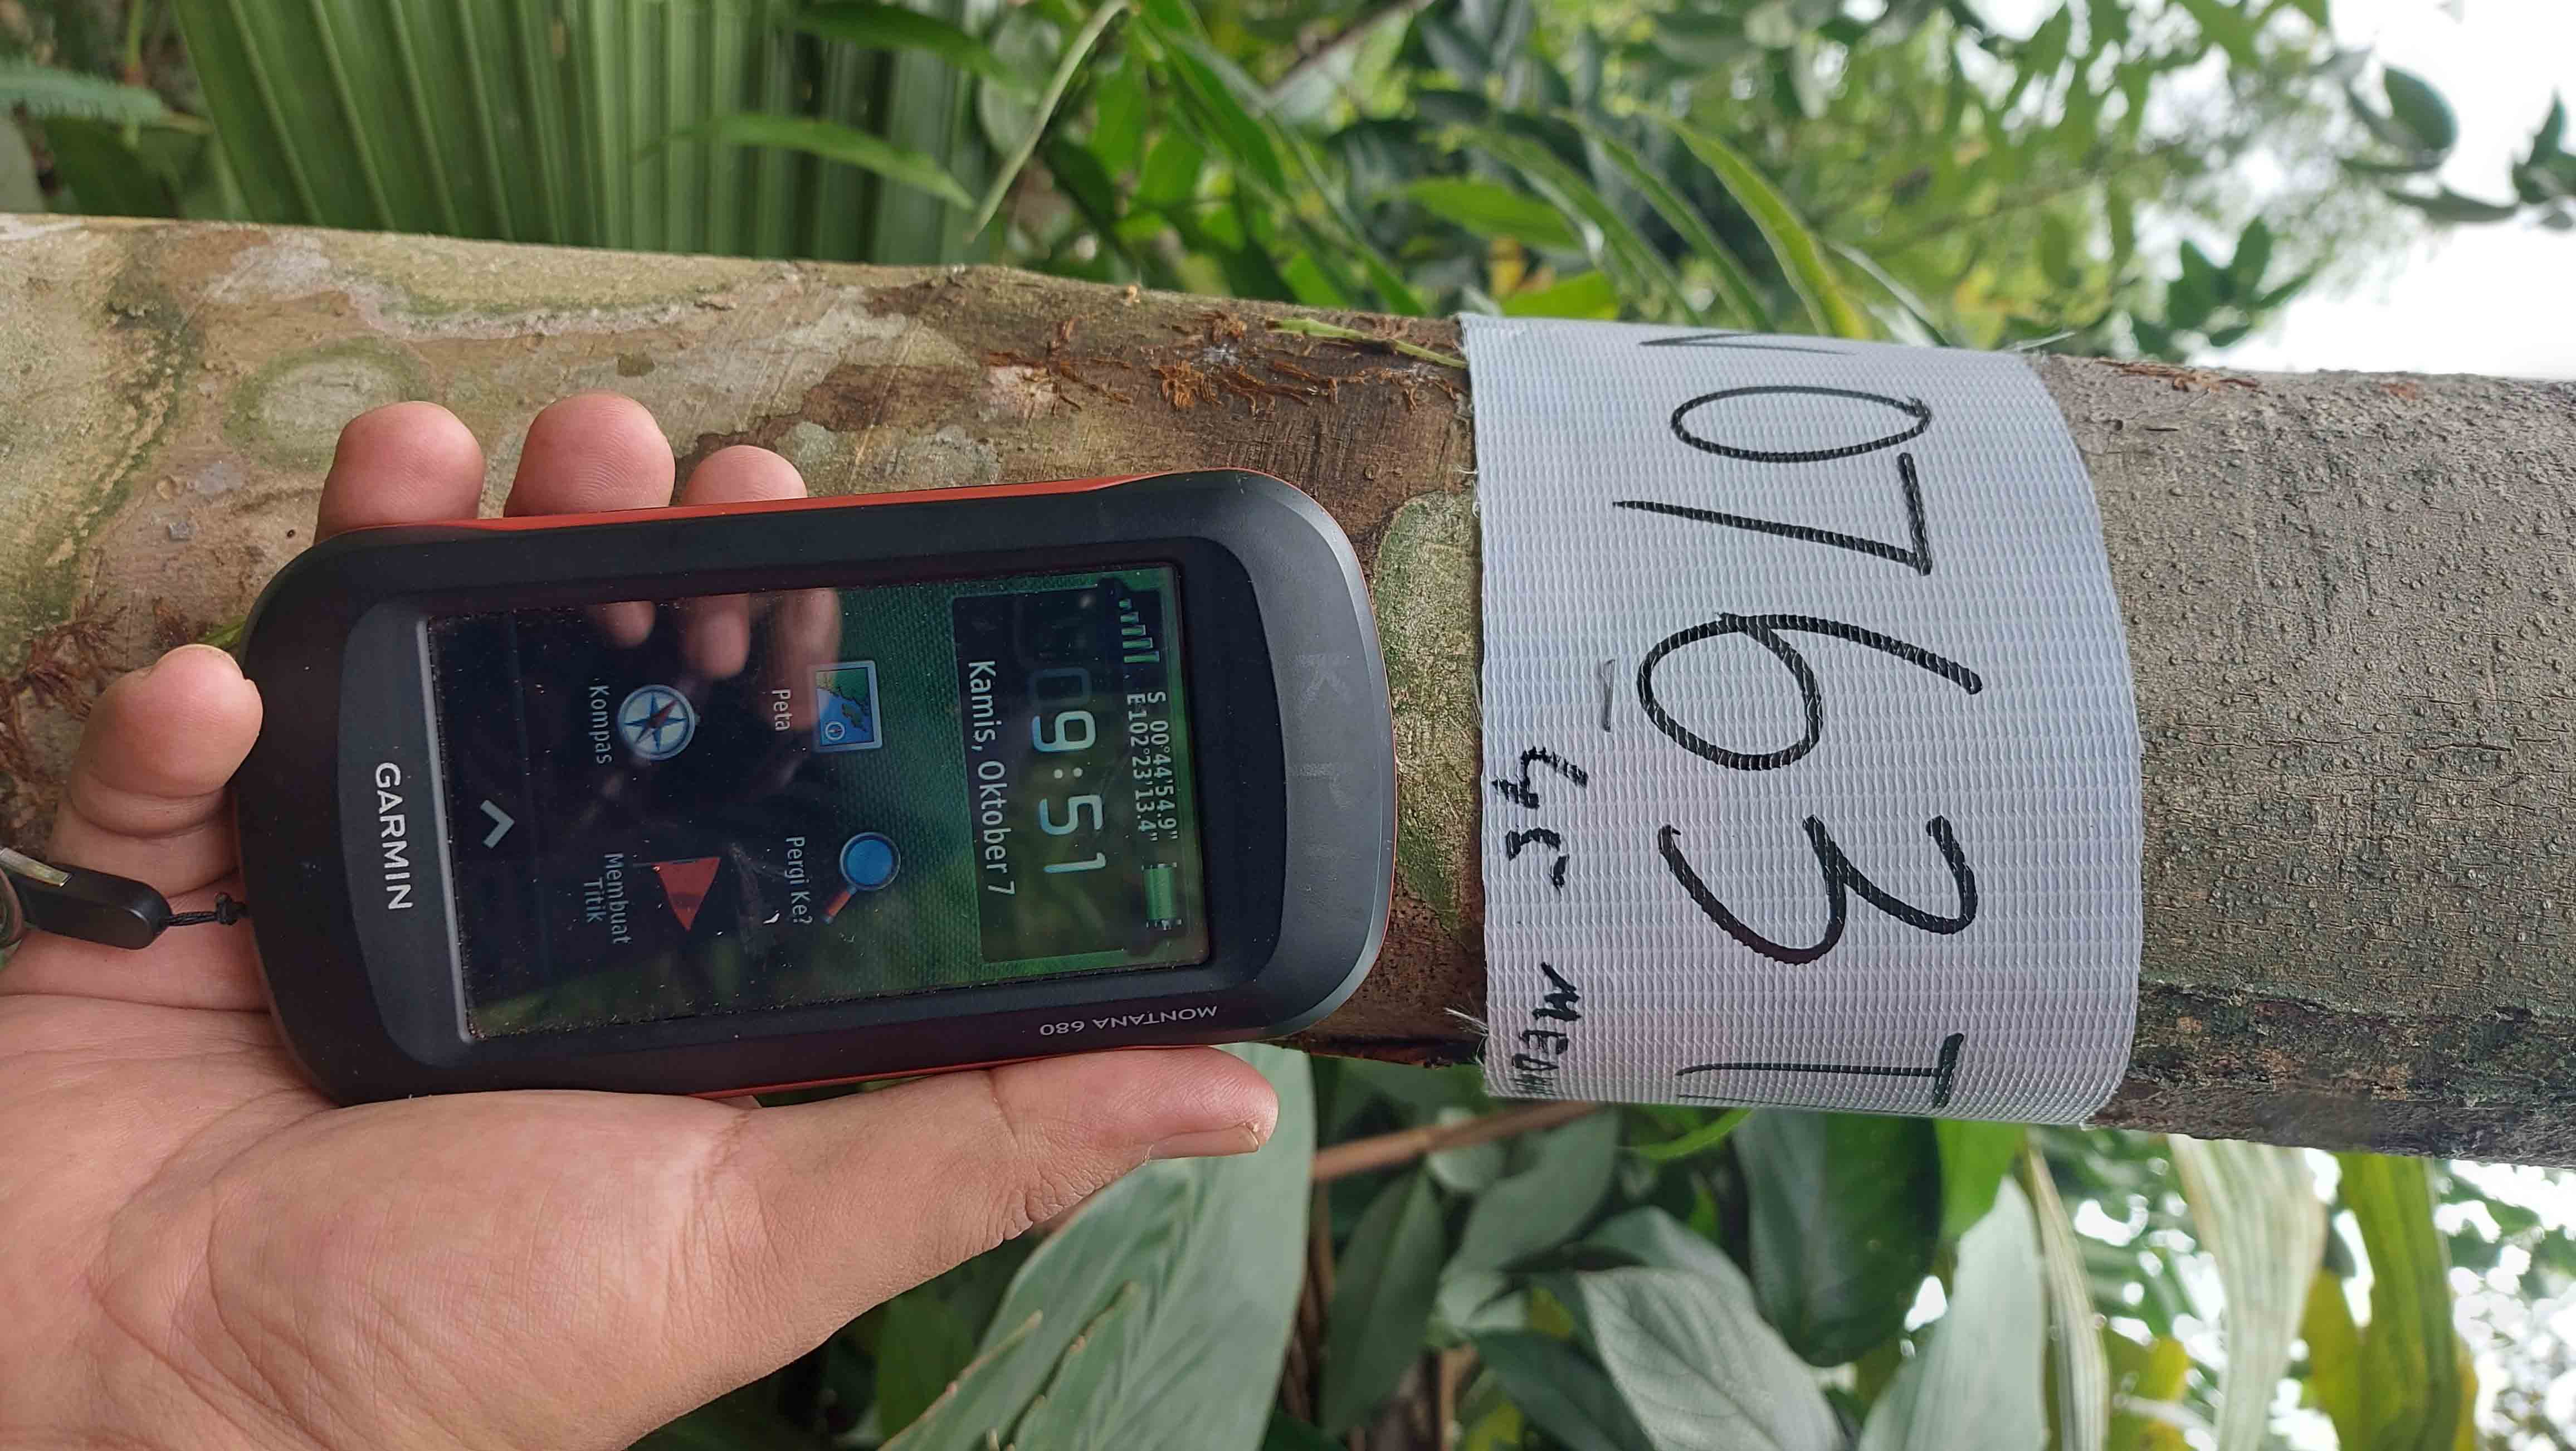 S 00°44'54.9"
E102°23'13.4"
09:51
Kamis, Oktober 7
Peta
Pergi Ke?
Kompas
Membuat
Titik
GARMIN
MONTANA 680
0763